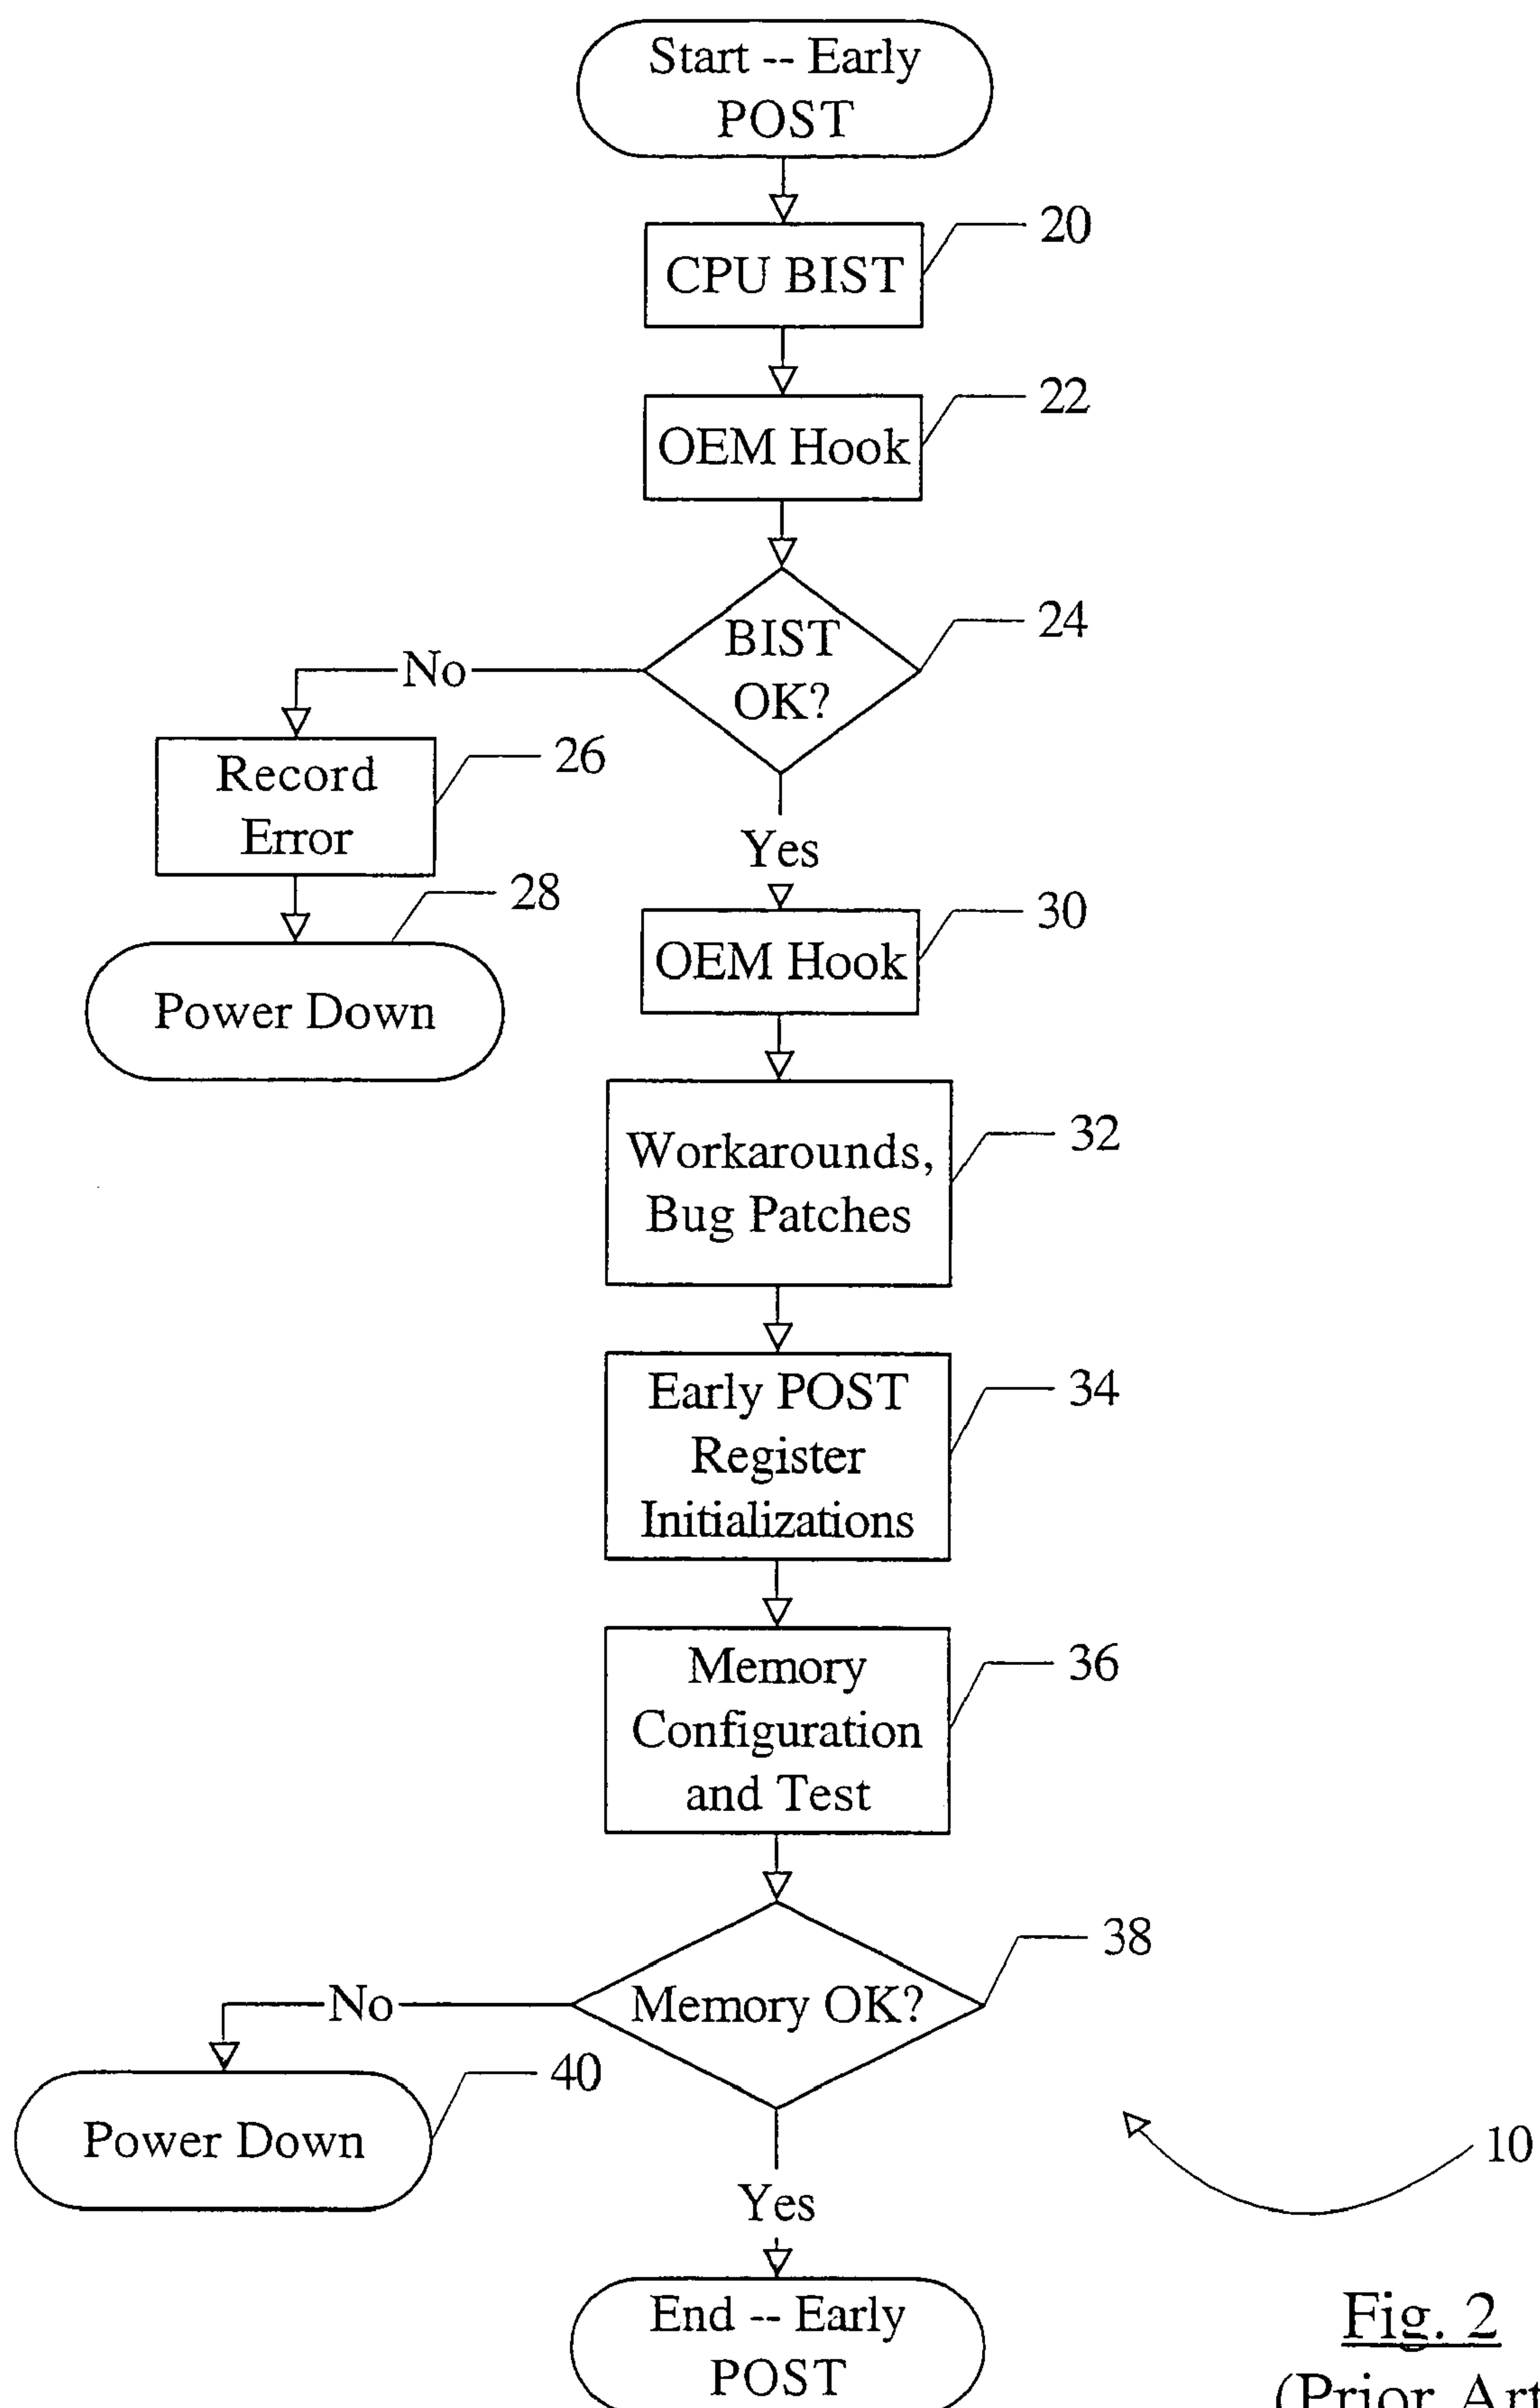 Start -- Early
POST
20
CPU BIST
22
OEM Hook
24
BIST
OK?
No
26
Record
Error
Yes
28
30
OEM Hook
Power Down
32
Workarounds,
Bug Patches
34
Early POST
Register
Initializations
36
Memory
Configuration
and Test
38
Memory OK?
No
40
Power Down
10
Yes
End -- Early
POST
Fig. 2
(Prior Art